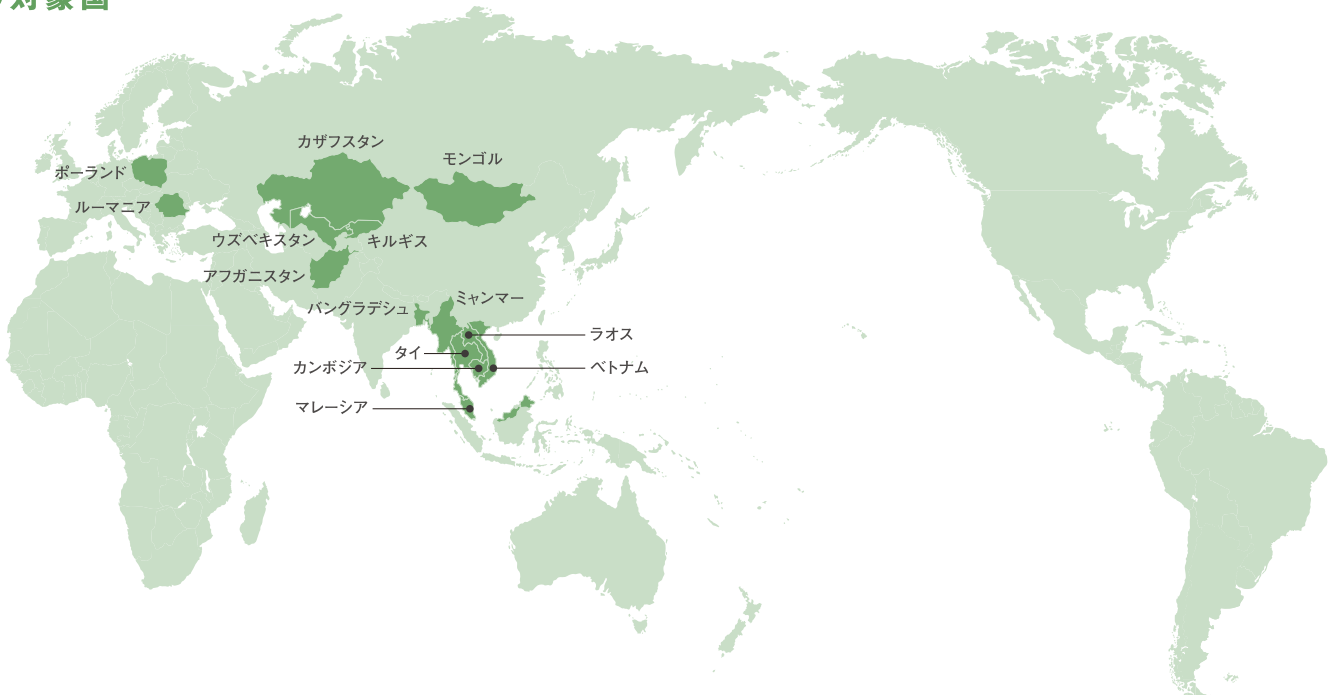 対象国
カザフスタン
モンゴル
ポーランド
ルーマニア
ウズベキスタン
キルギス
アフガニスタン
バングラデシュ
ミャンマー
ラオス
タイ
カンボジア
ベトナム
マレーシア